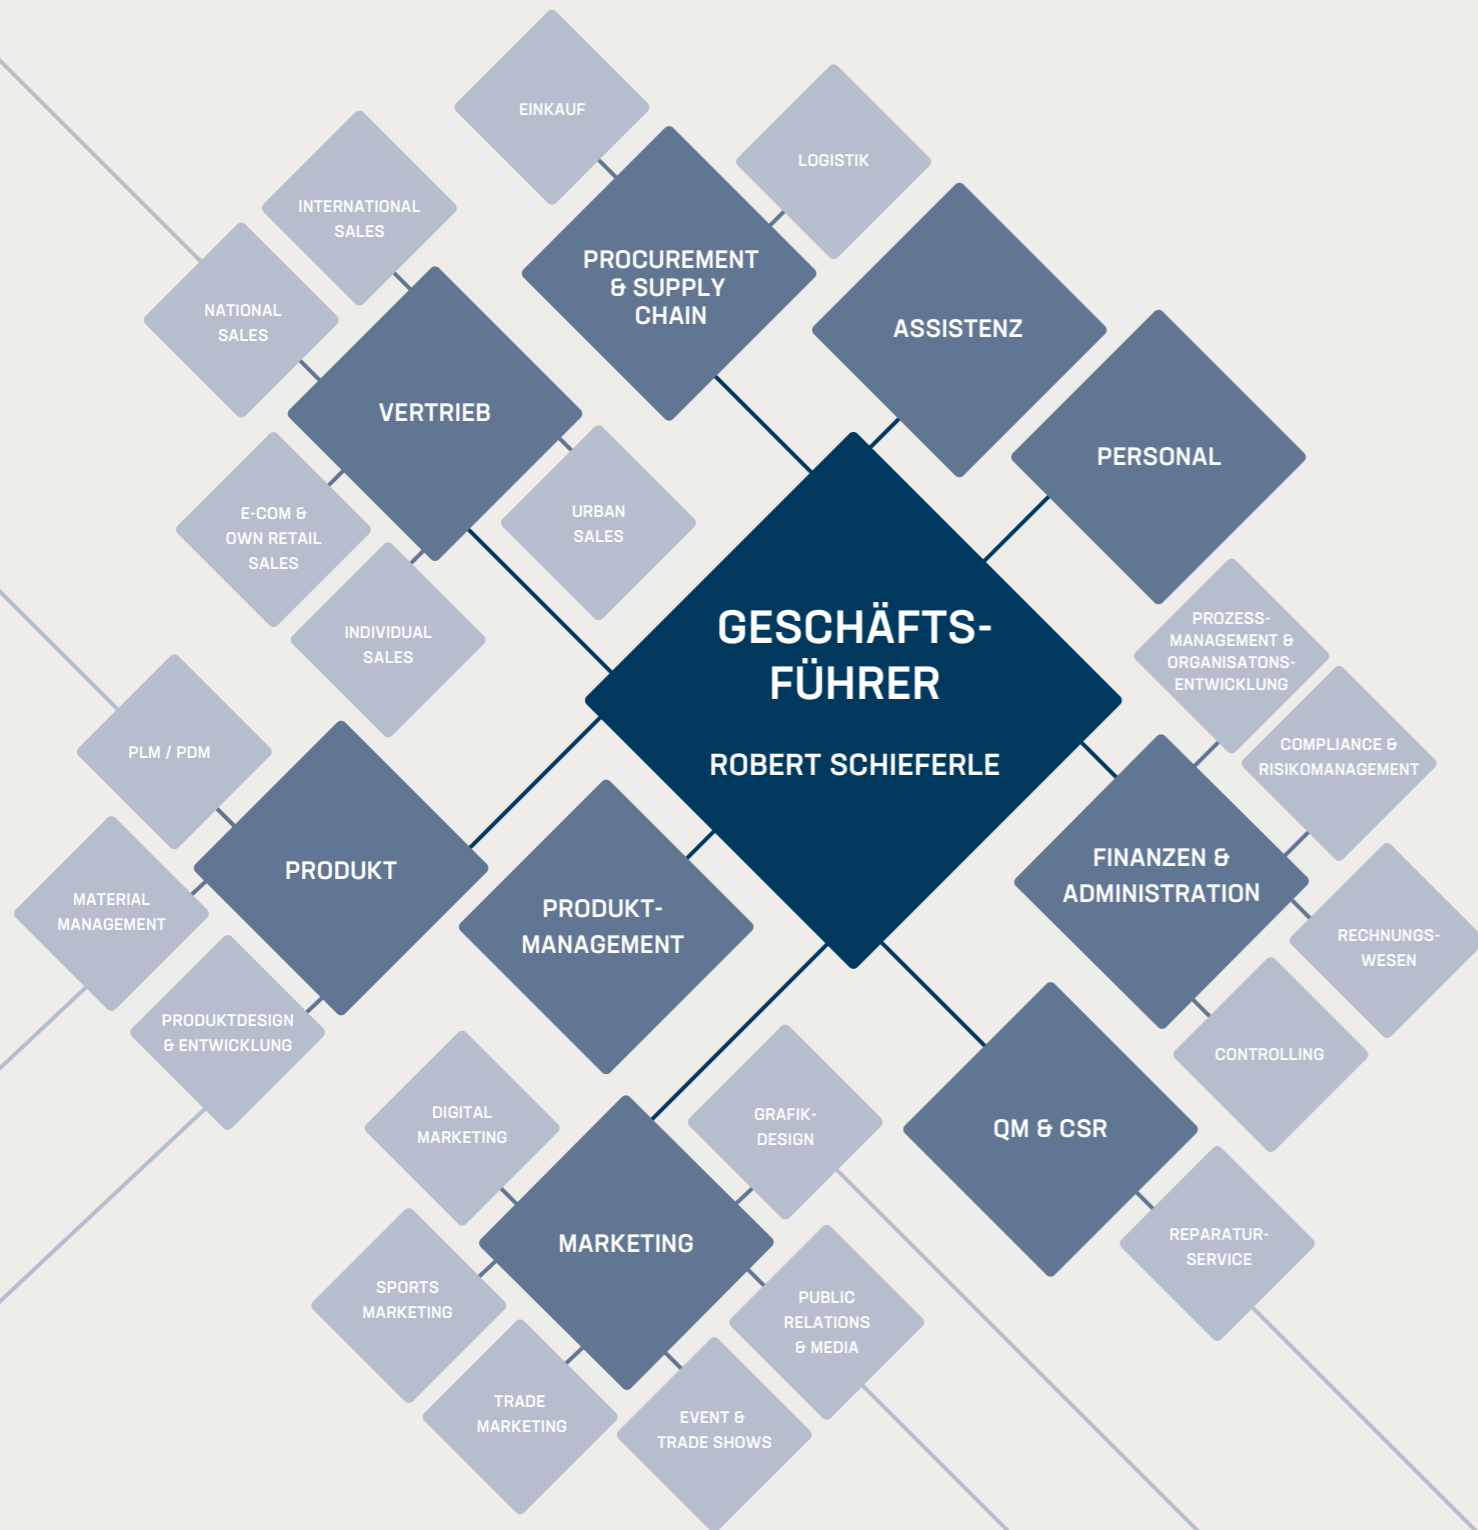 EINKAUF
LOGISTIK
INTERNATIONAL
SALES
PROCUREMENT
& SUPPLY
CHAIN
NATIONAL
SALES
ASSISTENZ
VERTRIEB
PERSONAL
E-COM &
OWN RETAIL
SALES
URBAN
SALES
INDIVIDUAL
SALES
GESCHÄFTS-
FÜHRER
ROBERT SCHIEFERLE
PROZESS-
MANAGEMENT &
ORGANISATONS-
ENTWICKLUNG
COMPLIANCE &
RISIKOMANAGEMENT
PLM / PDM
PRODUKT
FINANZEN &
ADMINISTRATION
MATERIAL
MANAGEMENT
PRODUKT-
MANAGEMENT
RECHNUNGS-
WESEN
PRODUKTDESIGN
& ENTWICKLUNG
CONTROLLING
DIGITAL
MARKETING
GRAFIK-
DESIGN
QM & CSR
MARKETING
REPARATUR-
SERVICE
SPORTS
MARKETING
PUBLIC
RELATIONS
& MEDIA
TRADE
MARKETING
EVENT &
TRADE SHOWS